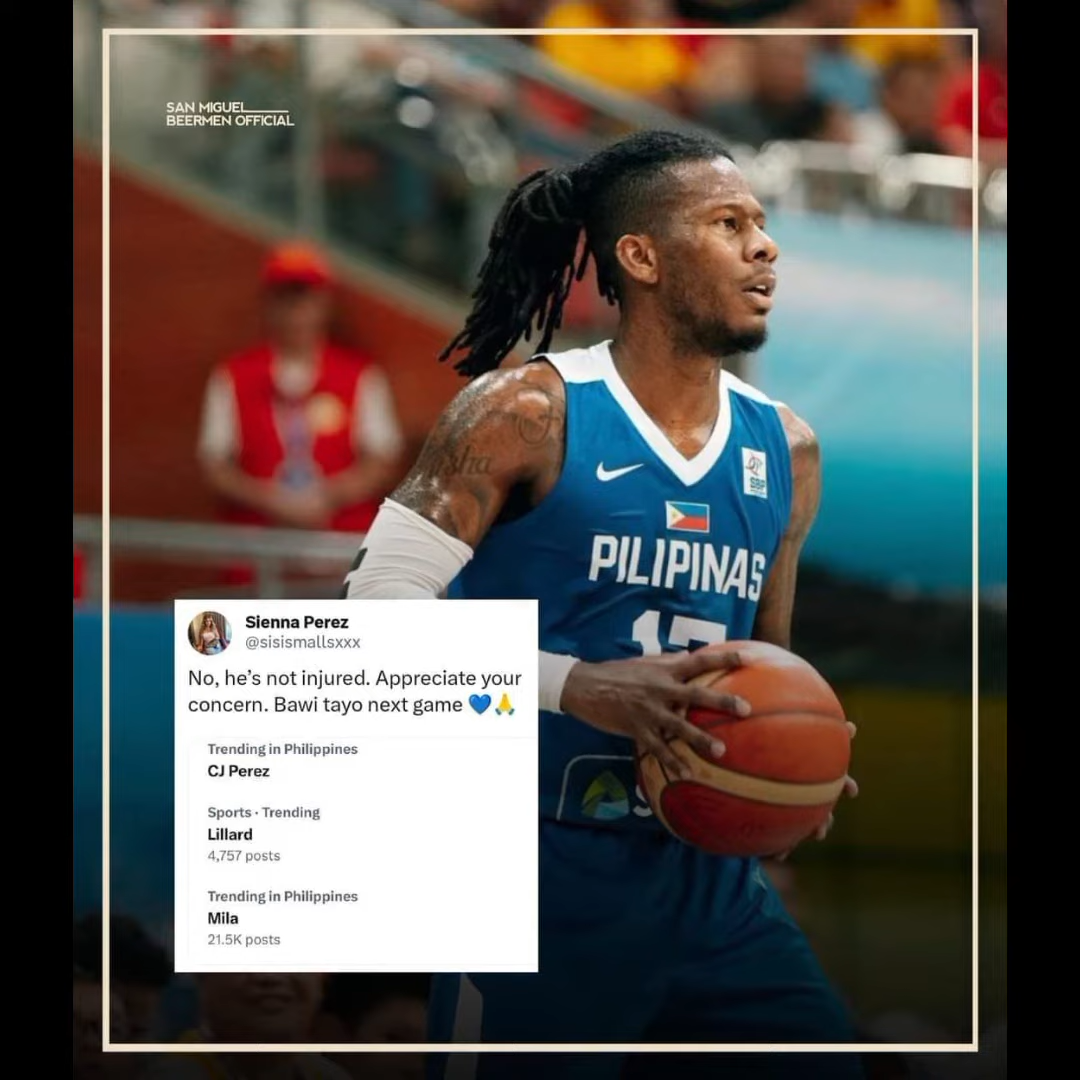 SAN MIGUEL
BEERMEN OFFICIAL
SBP
PILIPINAS
Sienna Perez
@sisismallsxxx
No, he’s not injured. Appreciate your
concern. Bawi tayo next game 💙🙏
Trending in Philippines
CJ Perez
Sports · Trending
Lillard
4,757 posts
Trending in Philippines
Mila
21.5K posts